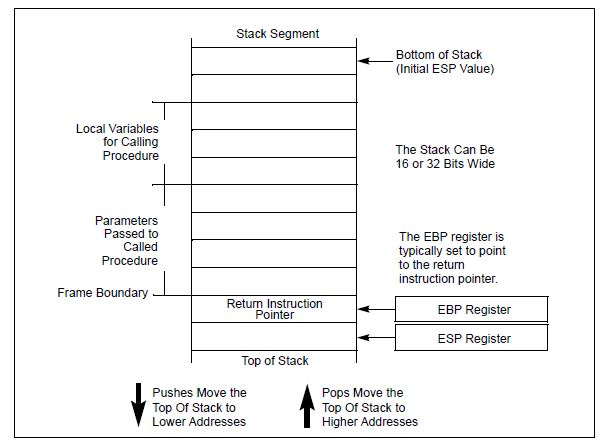 Stack Segment
Bottom of Stack
(Initial ESP Value)
Local Variables
for Calling
Procedure
The Stack Can Be
16 or 32 Bits Wide
Parameters
Passed to
Called
Procedure
The EBP register is
typically set to point
to the return
instruction pointer.
Frame Boundary
Return Instruction
Pointer
EBP Register
ESP Register
Top of Stack
Pushes Move the
Top Of Stack to
Lower Addresses
Pops Move the
Top Of Stack to
Higher Addresses